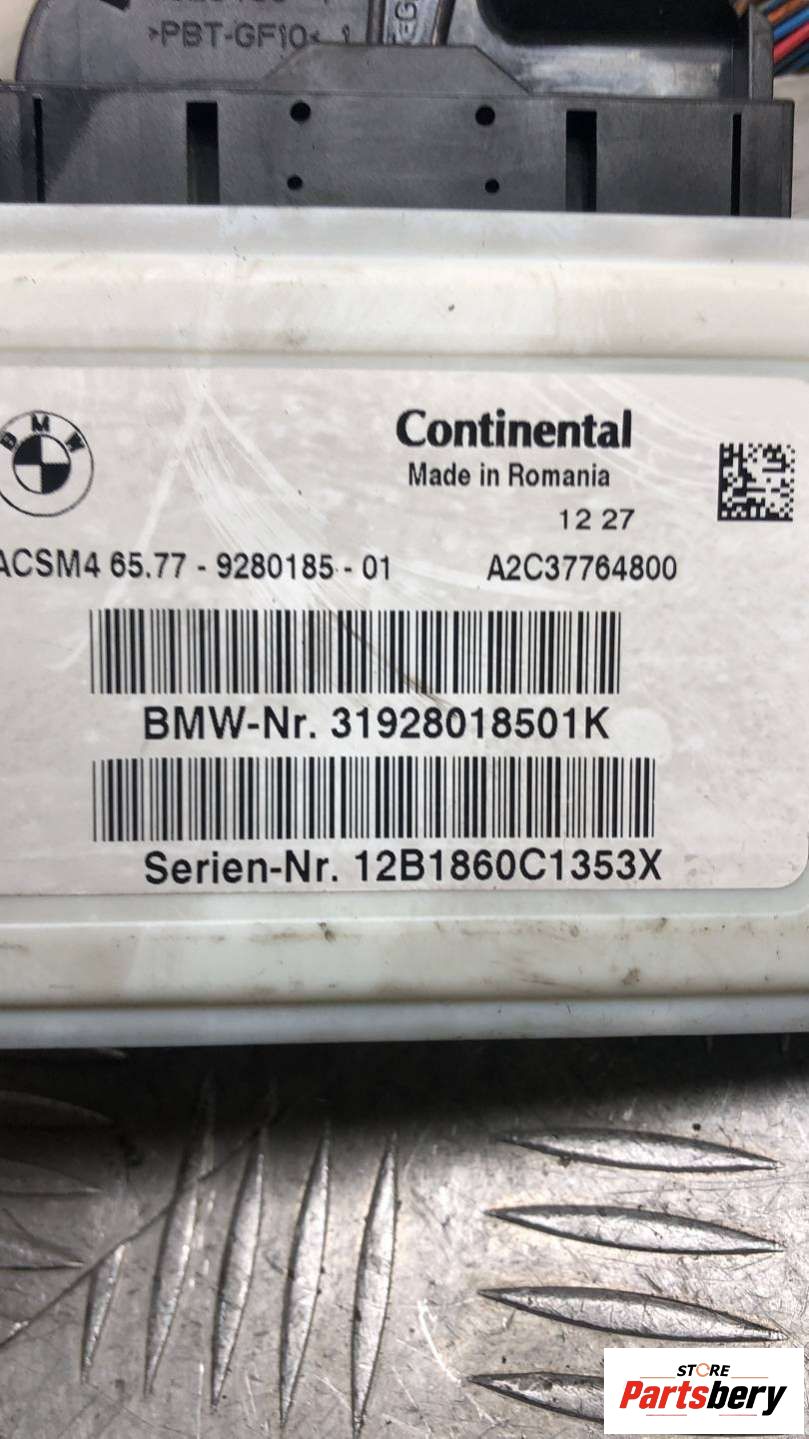 >PBT-GF10< 1
BMW
Continental
Made in Romania
12 27
ACSM4 65.77 - 9280185 - 01 A2C37764800
BMW-Nr. 31928018501K
Serien-Nr. 12B1860C1353X
STORE
Partsbery